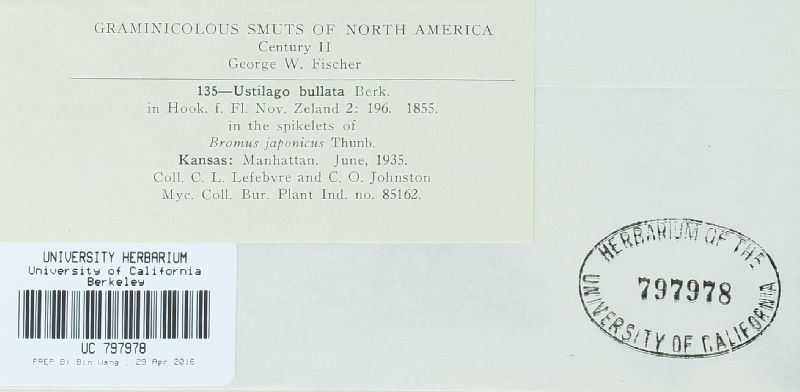 GRAMINICOLOUS SMUTS OF NORTH AMERICA
Century II
George W. Fischer
135—Ustilago bullata Berk.
in Hook. f. Fl. Nov. Zeland 2: 196. 1855.
in the spikelets of
Bromus japonicus Thunb.
Kansas: Manhattan. June, 1935.
Coll. C. L. Lefebvre and C. O. Johnston
Myc. Coll. Bur. Plant Ind. no. 85162.
UNIVERSITY HERBARIUM
University of California
Berkeley
UC 797978
PREP BY Bin Wang , 29 Apr 2016
HERBARIUM OF THE
797978
UNIVERSITY OF CALIFORNIA